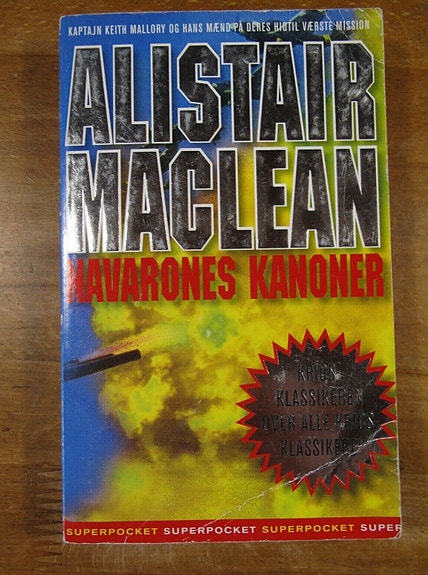 KAPTAJN KEITH MALLORY OG HANS MÆND PÅ DERES HIDTIL VÆRSTE MISSION
ALISTAIR
MACLEAN
NAVARONES KANONER
KRIGS
KLASSIKEREN
OVER ALLE KRIGS
KLASSIKERE
SUPERPOCKET SUPERPOCKET SUPERPOCKET SUPER